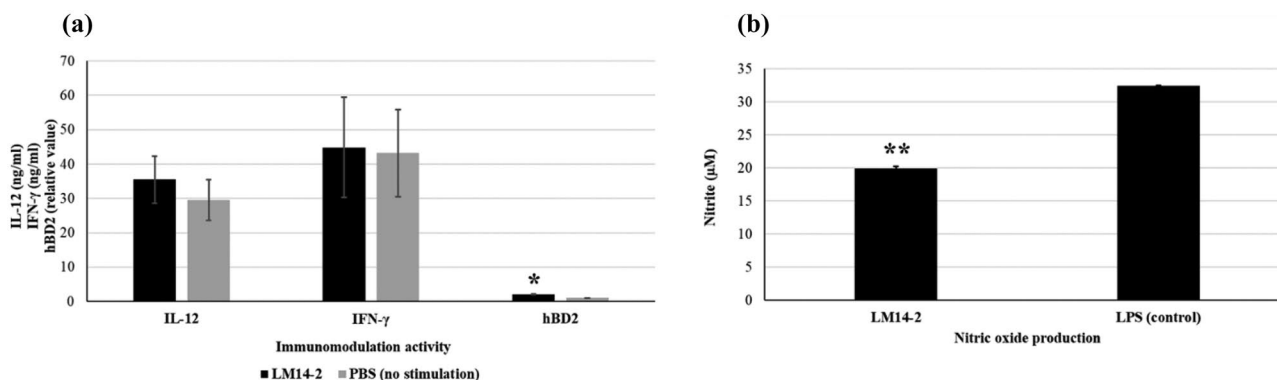 (a)
70
60
50
40
30
20
10
0
IL-12 (ng/ml)
IFN-γ (ng/ml)
hBD2 (relative value)
*
IL-12 IFN-γ hBD2
Immunomodulation activity
LM14-2 PBS (no stimulation)
(b)
35
30
25
20
15
10
5
0
Nitrite (µM)
**
LM14-2 LPS (control)
Nitric oxide production